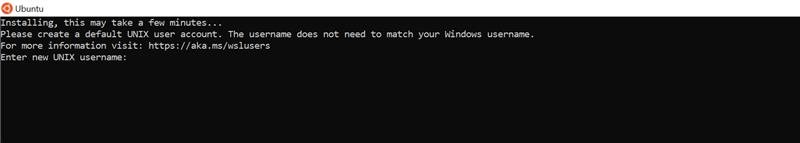 Ubuntu
Installing, this may take a few minutes...
Please create a default UNIX user account. The username does not need to match your Windows username.
For more information visit: https://aka.ms/wslusers
Enter new UNIX username: